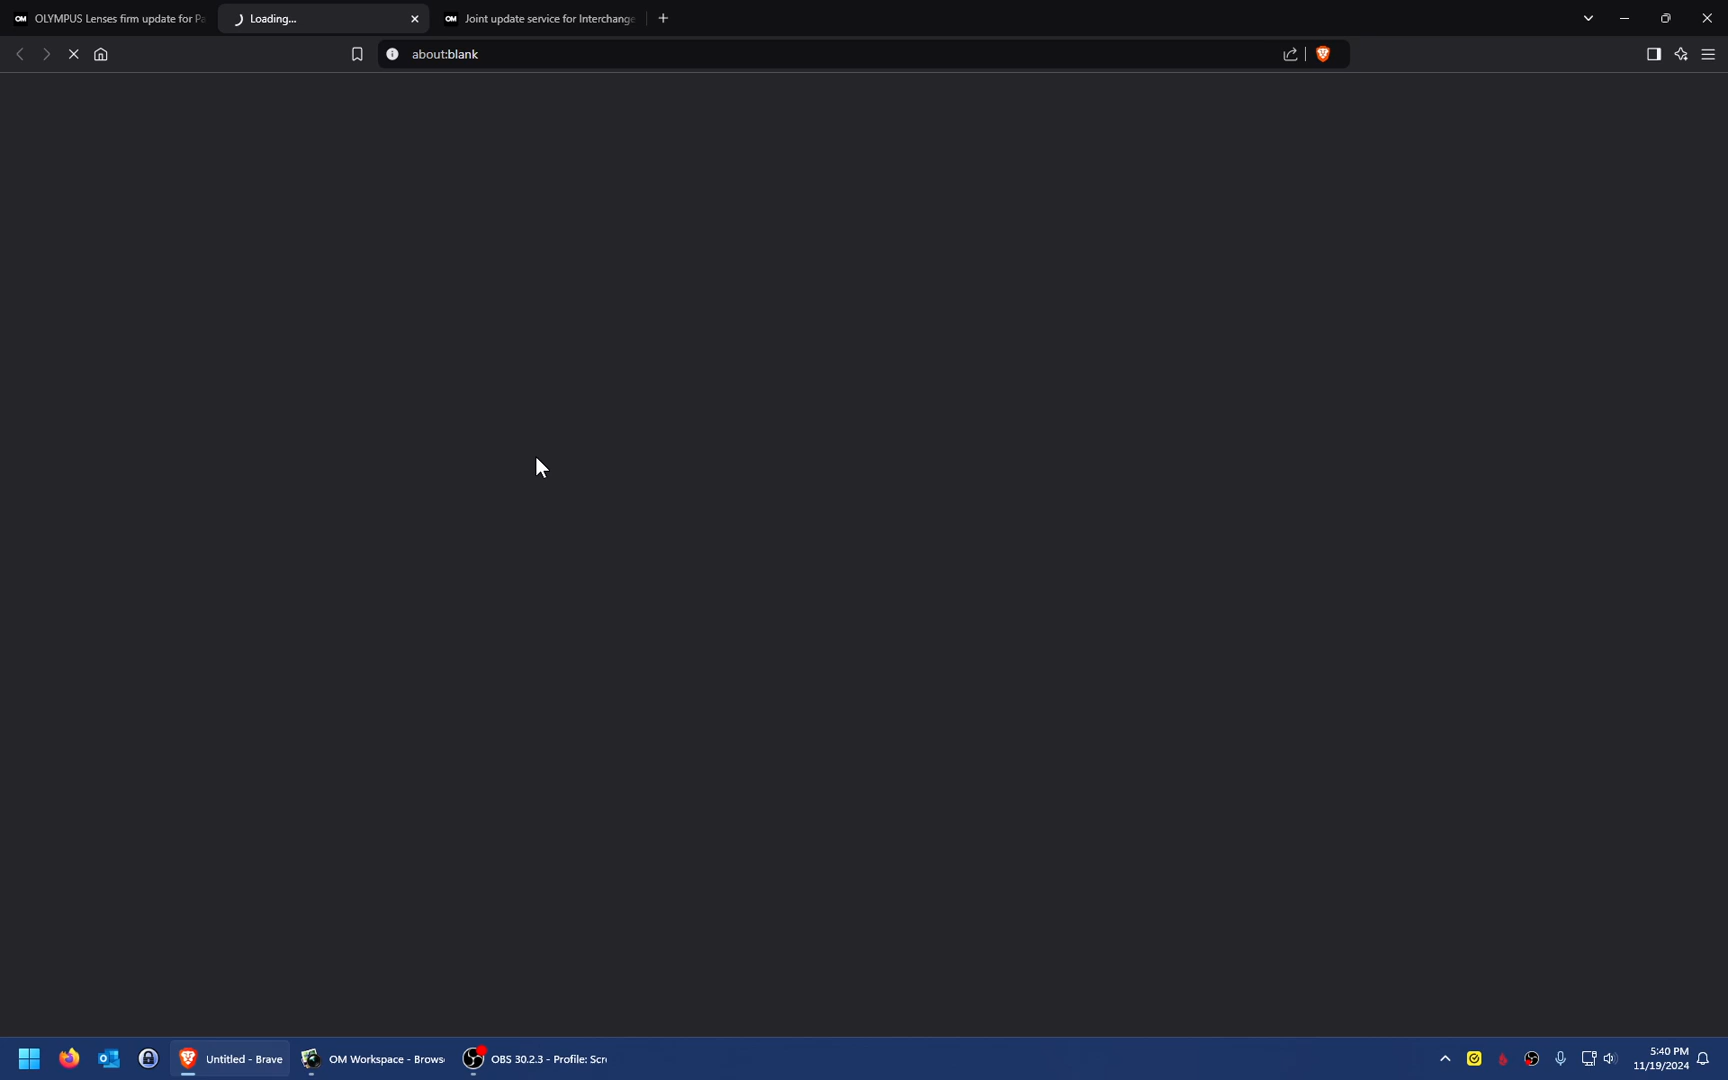 OM OLYMPUS Lenses firm update for Pa
Loading...
OM Joint update service for Interchange
about:blank
Untitled - Brave
OM Workspace - Brows
OBS 30.2.3 - Profile: Scr
5:40 PM
11/19/2024